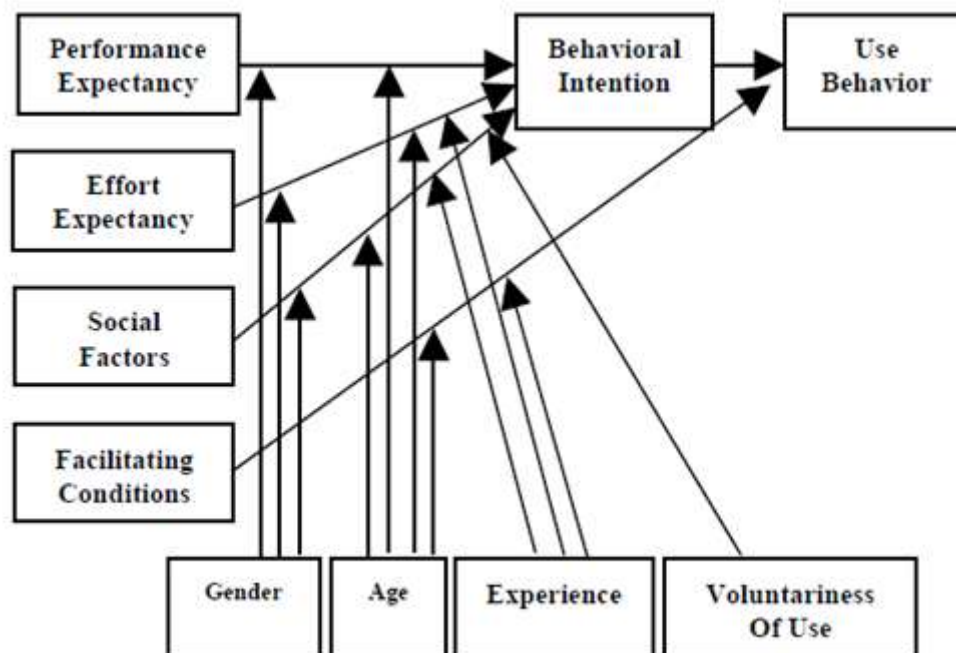 Performance
Expectancy
Behavioral
Intention
Use
Behavior
Effort
Expectancy
Social
Factors
Facilitating
Conditions
Gender
Age
Experience
Voluntariness
Of Use